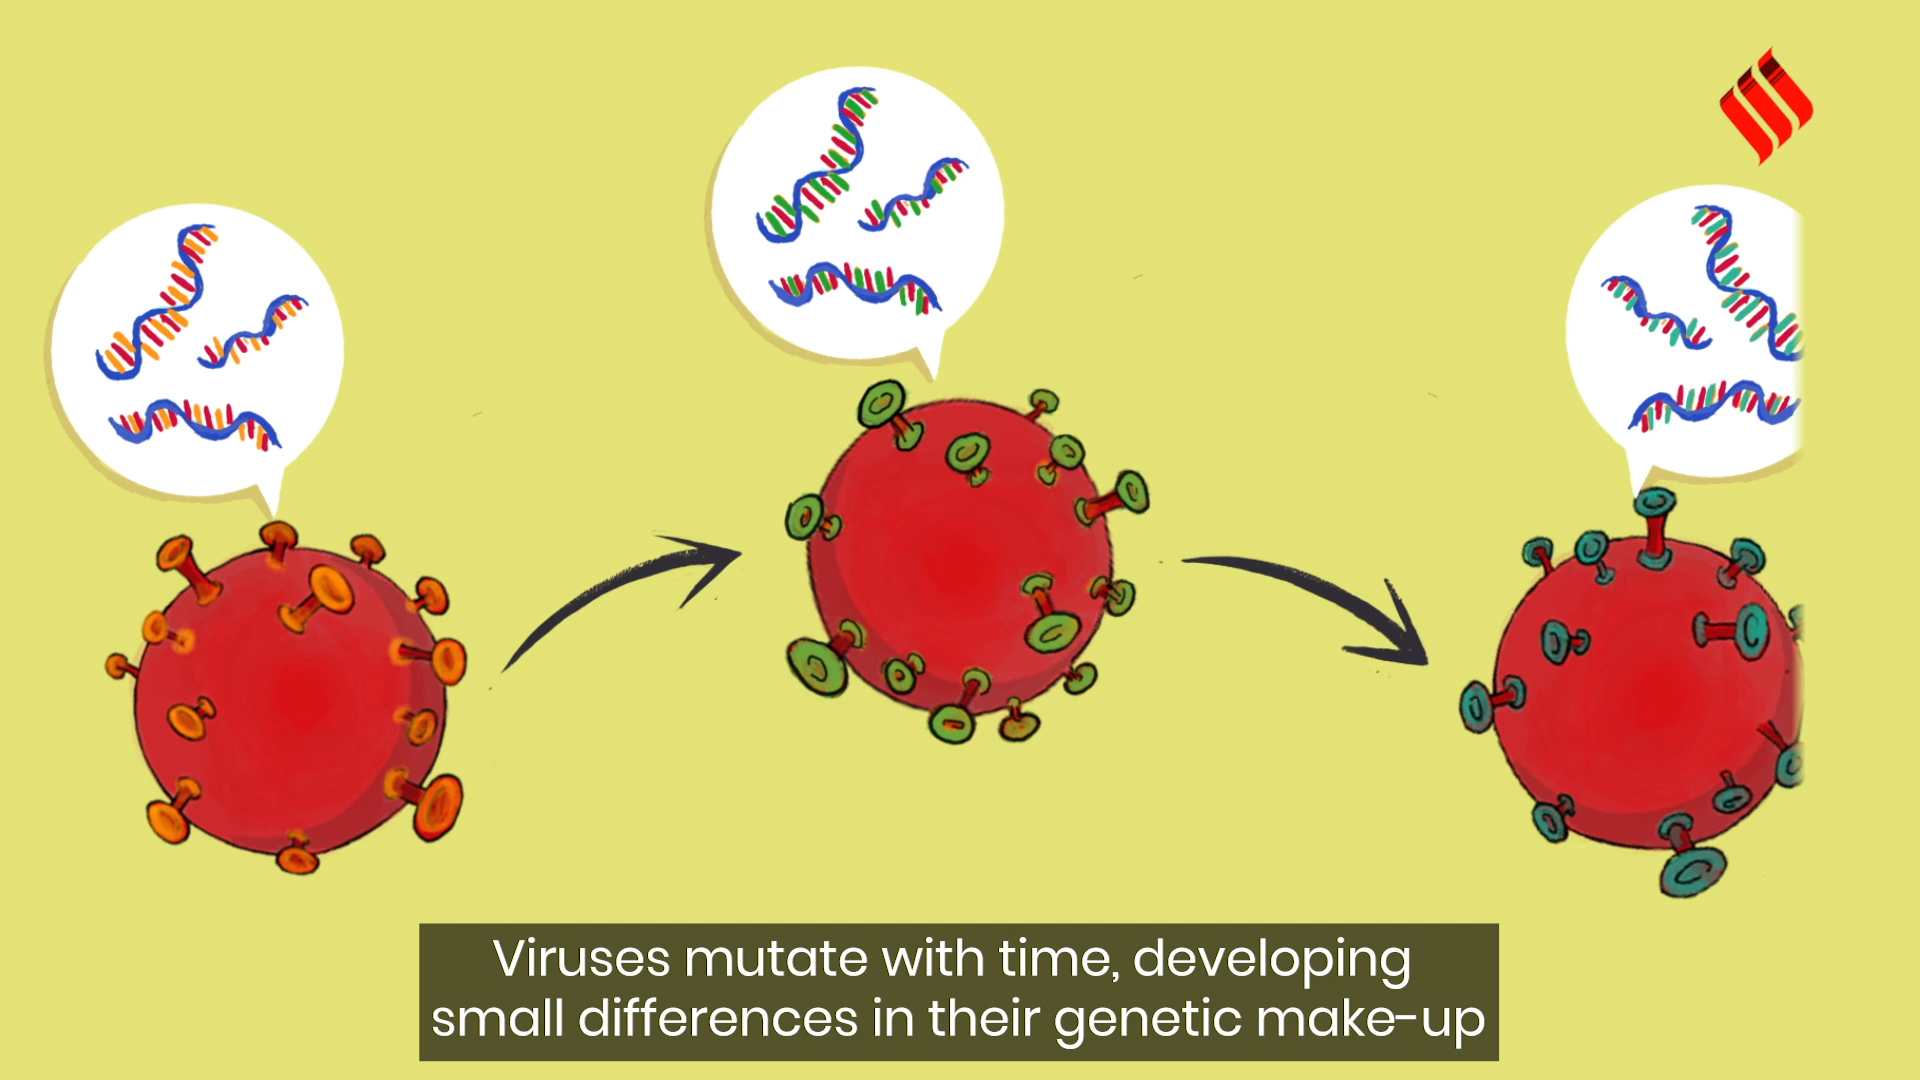 Viruses mutate with time, developing
small differences in their genetic make-up